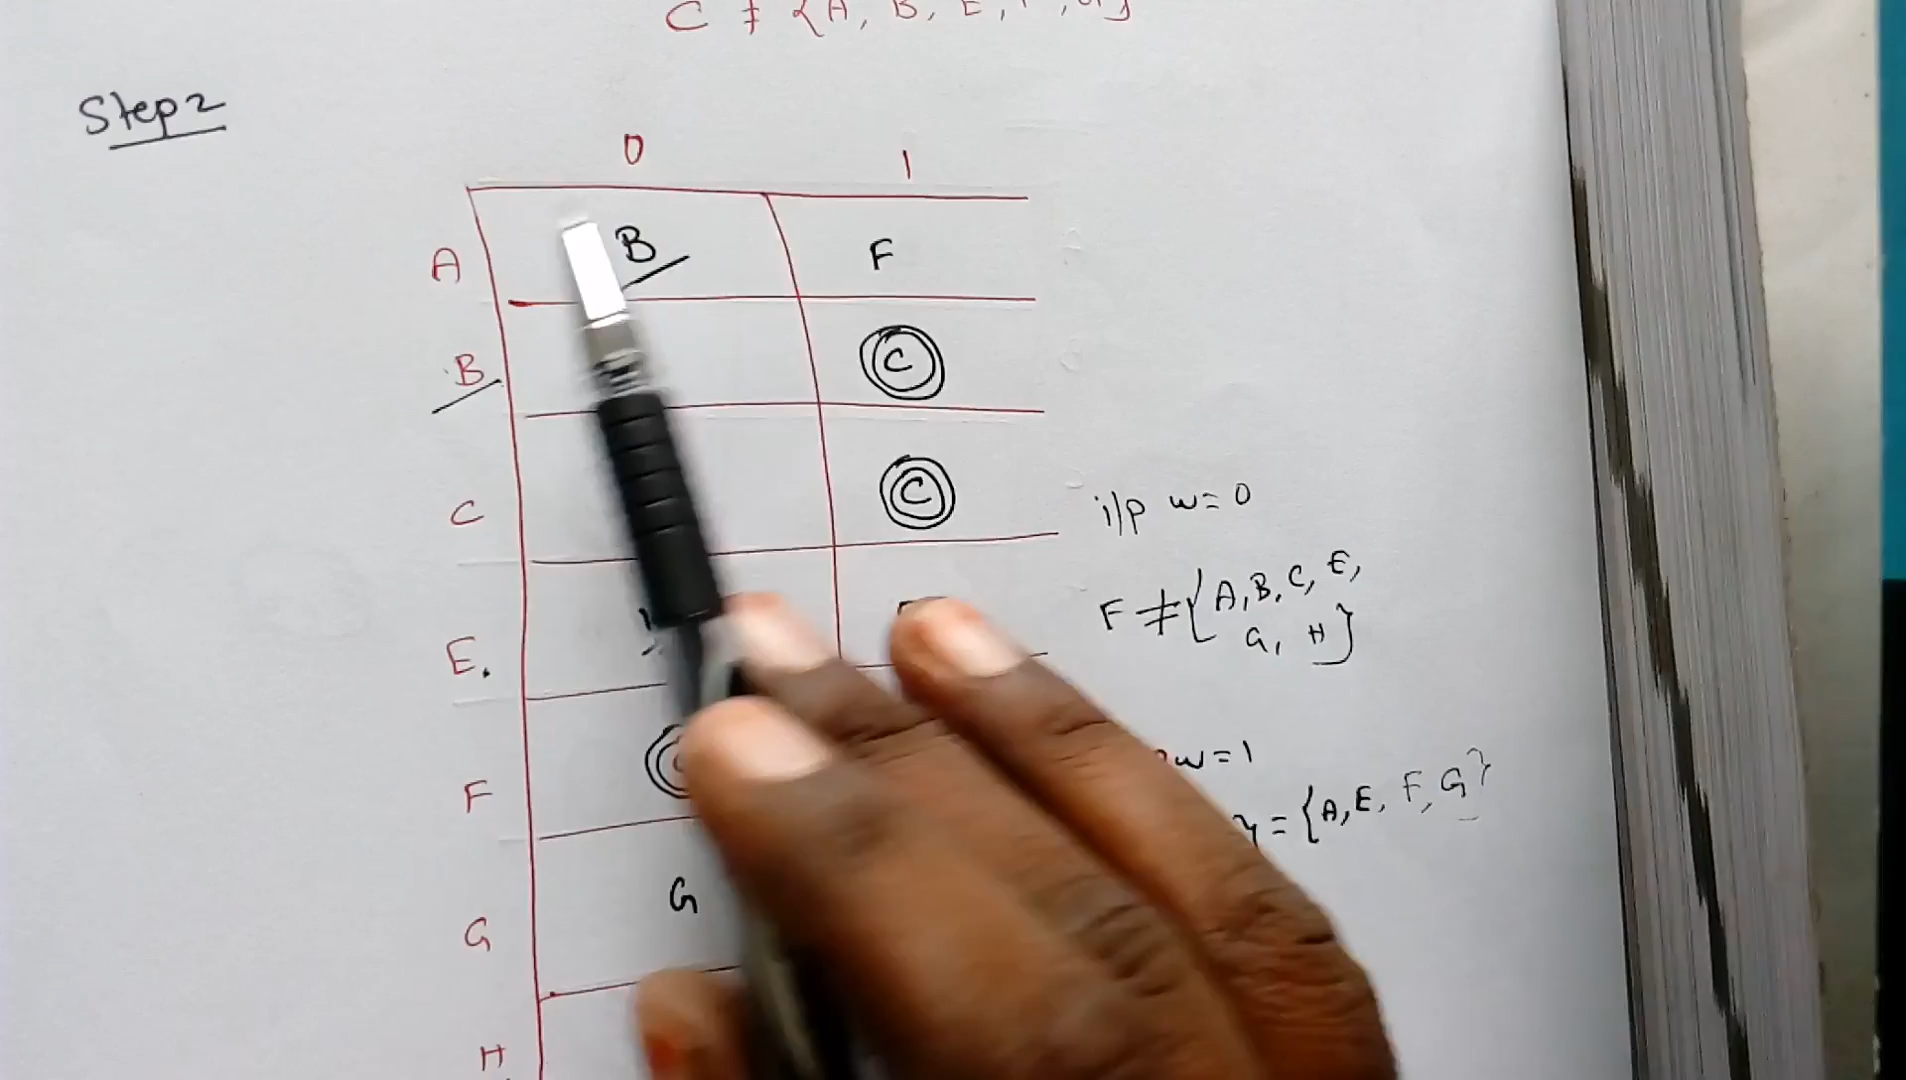 C ≠ {A, B, E, F, G}
Step 2
0 1
A B F
B C
C C
i/p w = 0
F ≠ {A, B, C, E,
G, H}
E.
F
w = 1
= {A, E, F, G}
G G
H